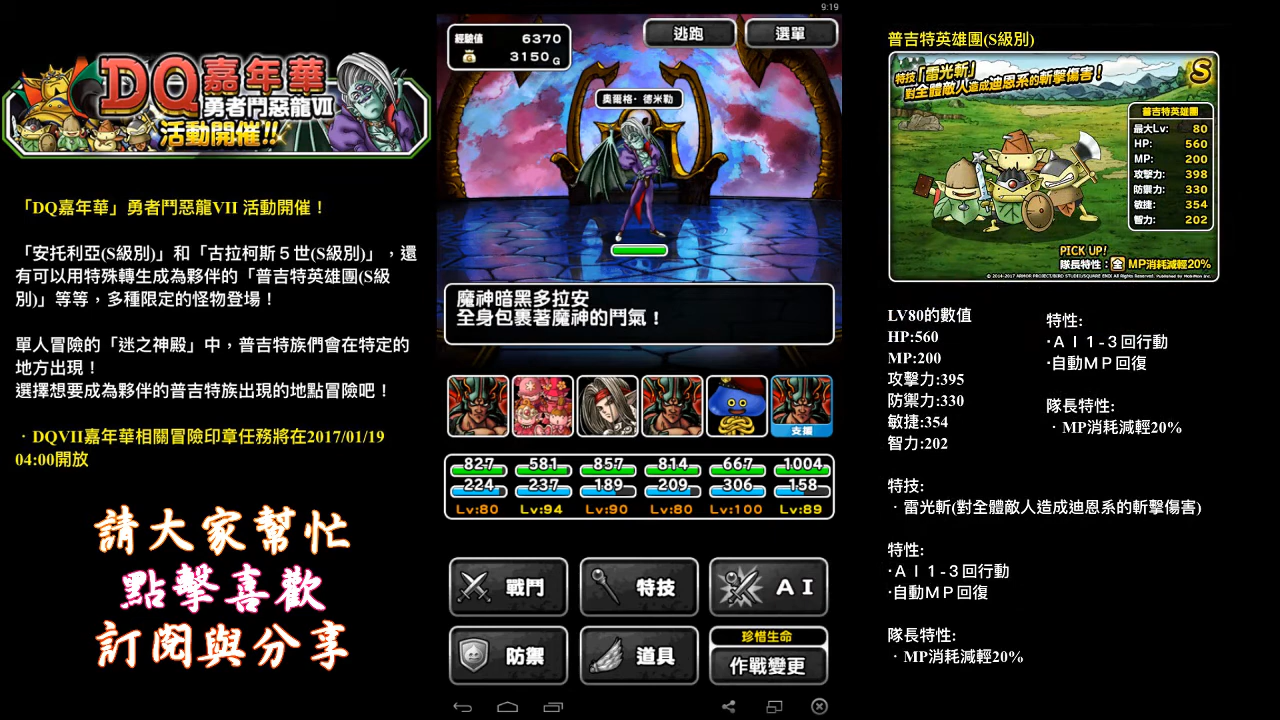 DQ嘉年華
勇者鬥惡龍VII
活動開催!!
「DQ嘉年華」勇者鬥惡龍VII 活動開催！
「安托利亞(S級別)」和「古拉柯斯５世(S級別)」，還
有可以用特殊轉生成為夥伴的「普吉特英雄團(S級
別)」等等，多種限定的怪物登場！
單人冒險的「迷之神殿」中，普吉特族們會在特定的
地方出現！
選擇想要成為夥伴的普吉特族出現的地點冒險吧！
．DQVII嘉年華相關冒險印章任務將在2017/01/19
04:00開放
請大家幫忙
點擊喜歡
訂閱與分享
9:19
經驗值 6370
3150G
逃跑
選單
奧爾格·德米勒
魔神暗黑多拉安
全身包裹著魔神的鬥氣！
支援
827 581 857 814 667 1004
224 237 189 209 306 158
Lv:80 Lv:94 Lv:90 Lv:80 Lv:100 Lv:89
戰鬥
特技
ＡＩ
防禦
道具
珍惜生命
作戰變更
普吉特英雄團(S級別)
特技「雷光斬」
對全體敵人造成迪恩系的斬擊傷害！
S
普吉特英雄團
最大Lv: 80
HP: 560
MP: 200
攻擊力: 398
防禦力: 330
敏捷: 354
智力: 202
PICK UP!
隊長特性：全 MP消耗減輕20%
© 2014-2017 ARMOR PROJECT/BIRD STUDIO/SQUARE ENIX All Rights Reserved.
LV80的數值
HP:560
MP:200
攻擊力:395
防禦力:330
敏捷:354
智力:202
特性:
·ＡＩ１-３回行動
·自動ＭＰ回復
隊長特性:
．MP消耗減輕20%
特技:
．雷光斬(對全體敵人造成迪恩系的斬擊傷害)
特性:
·ＡＩ１-３回行動
·自動ＭＰ回復
隊長特性:
．MP消耗減輕20%